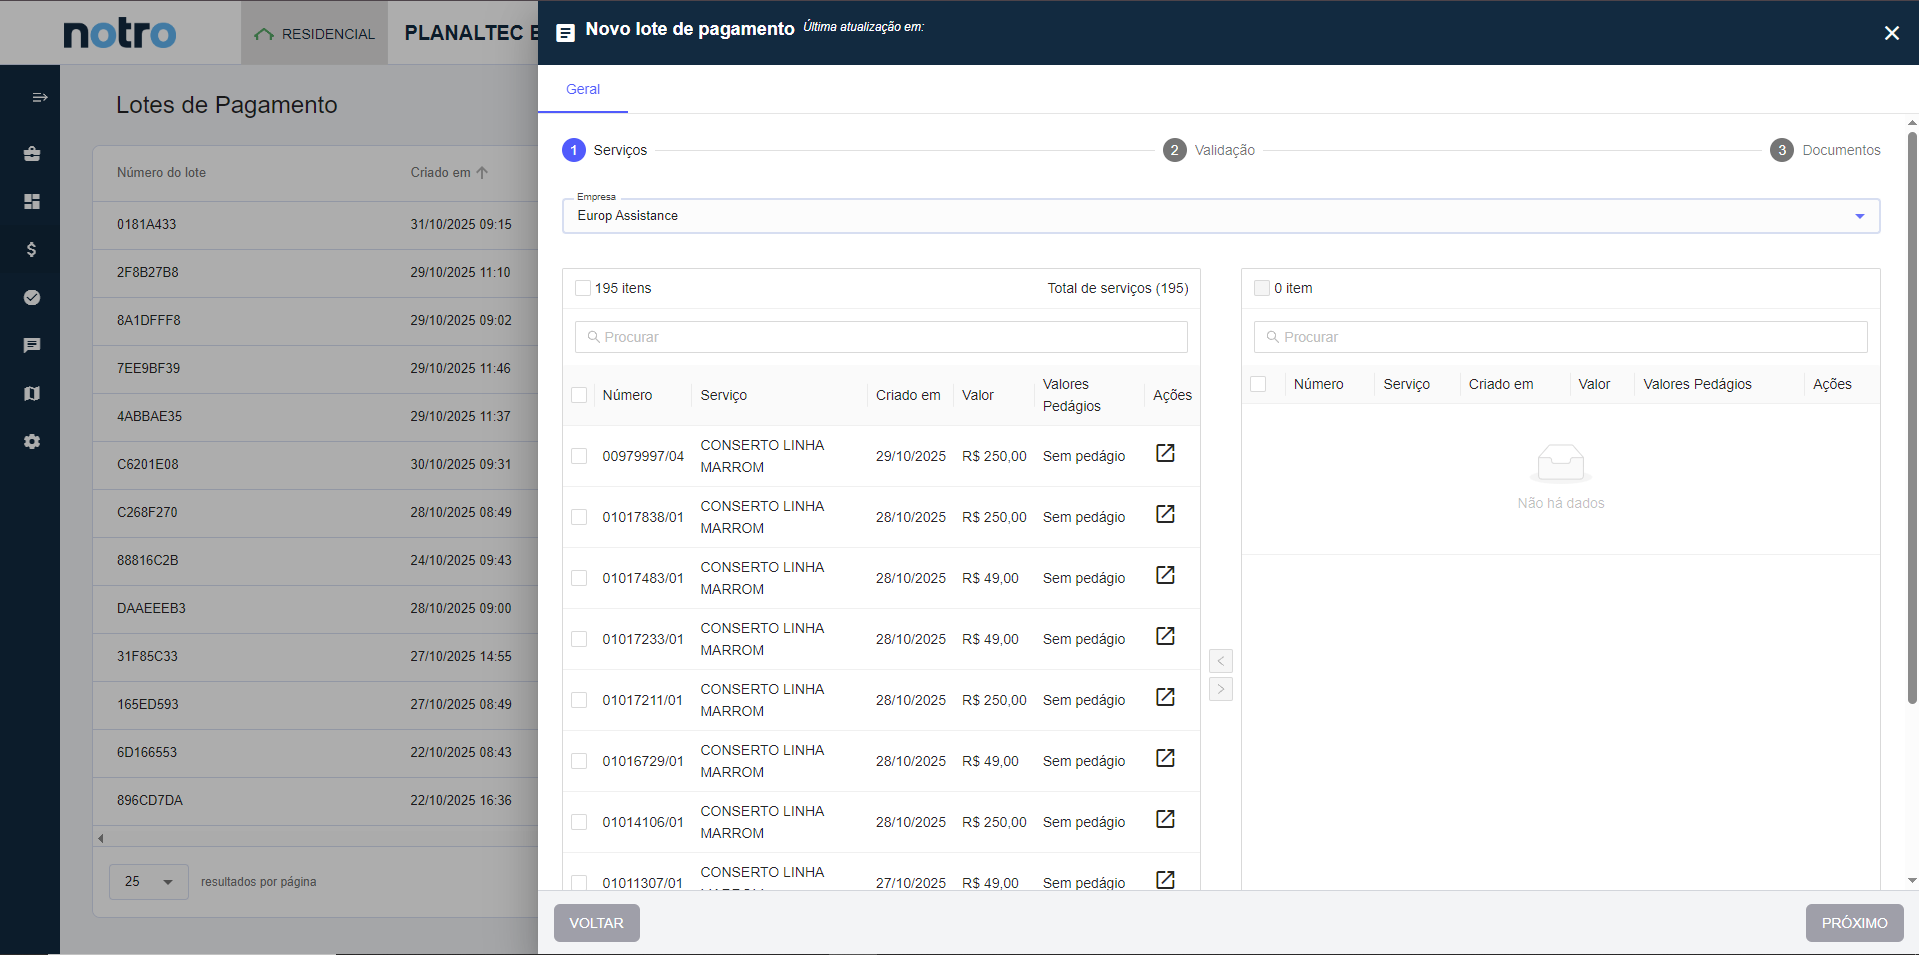 notro
RESIDENCIAL
PLANALTEC E
Novo lote de pagamento
Última atualização em:
Lotes de Pagamento
Número do lote Criado em
0181A433 31/10/2025 09:15
2F8B27B8 29/10/2025 11:10
8A1DFFF8 29/10/2025 09:02
7EE9BF39 29/10/2025 11:46
4ABBAE35 29/10/2025 11:37
C6201E08 30/10/2025 09:31
C268F270 28/10/2025 08:49
88816C2B 24/10/2025 09:43
DAAEEEB3 28/10/2025 09:00
31F85C33 27/10/2025 14:55
165ED593 27/10/2025 08:49
6D166553 22/10/2025 08:43
896CD7DA 22/10/2025 16:36
25 resultados por página
Geral
1 Serviços 2 Validação 3 Documentos
Empresa
Europ Assistance
195 itens Total de serviços (195)
Procurar
Número Serviço Criado em Valor Valores Pedágios Ações
00979997/04 CONSERTO LINHA MARROM 29/10/2025 R$ 250,00 Sem pedágio
01017838/01 CONSERTO LINHA MARROM 28/10/2025 R$ 250,00 Sem pedágio
01017483/01 CONSERTO LINHA MARROM 28/10/2025 R$ 49,00 Sem pedágio
01017233/01 CONSERTO LINHA MARROM 28/10/2025 R$ 49,00 Sem pedágio
01017211/01 CONSERTO LINHA MARROM 28/10/2025 R$ 250,00 Sem pedágio
01016729/01 CONSERTO LINHA MARROM 28/10/2025 R$ 49,00 Sem pedágio
01014106/01 CONSERTO LINHA MARROM 28/10/2025 R$ 250,00 Sem pedágio
01011307/01 CONSERTO LINHA 27/10/2025 R$ 49,00 Sem pedágio
0 item
Procurar
Número Serviço Criado em Valor Valores Pedágios Ações
Não há dados
VOLTAR
PRÓXIMO